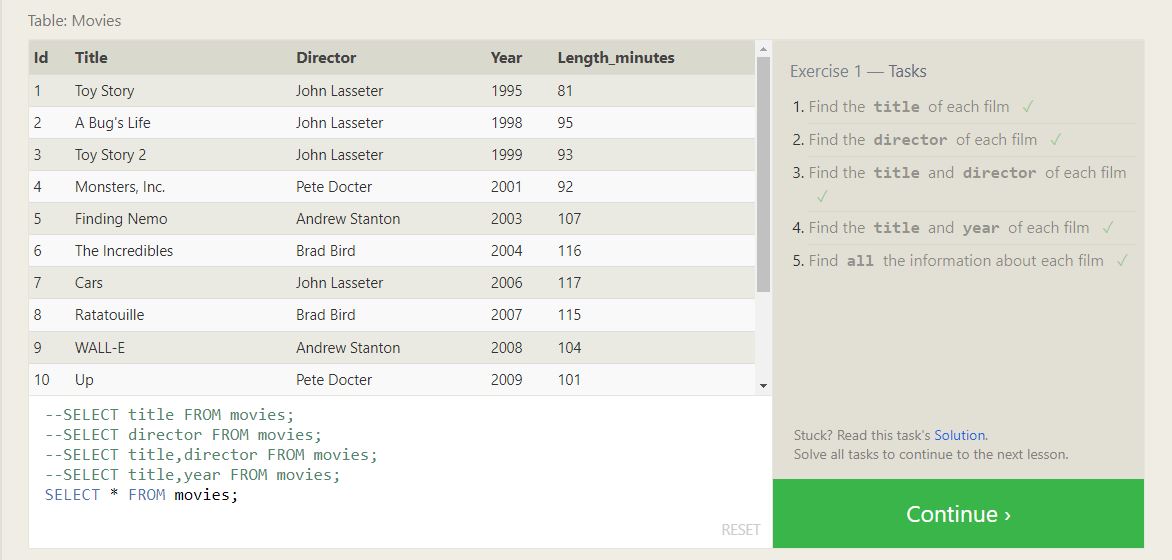 Table: Movies
Id Title Director Year Length_minutes
1 Toy Story John Lasseter 1995 81
2 A Bug's Life John Lasseter 1998 95
3 Toy Story 2 John Lasseter 1999 93
4 Monsters, Inc. Pete Docter 2001 92
5 Finding Nemo Andrew Stanton 2003 107
6 The Incredibles Brad Bird 2004 116
7 Cars John Lasseter 2006 117
8 Ratatouille Brad Bird 2007 115
9 WALL-E Andrew Stanton 2008 104
10 Up Pete Docter 2009 101
--SELECT title FROM movies;
--SELECT director FROM movies;
--SELECT title,director FROM movies;
--SELECT title,year FROM movies;
SELECT * FROM movies;
RESET
Exercise 1 — Tasks
1. Find the title of each film ✓
2. Find the director of each film ✓
3. Find the title and director of each film
✓
4. Find the title and year of each film ✓
5. Find all the information about each film ✓
Stuck? Read this task's Solution.
Solve all tasks to continue to the next lesson.
Continue ›